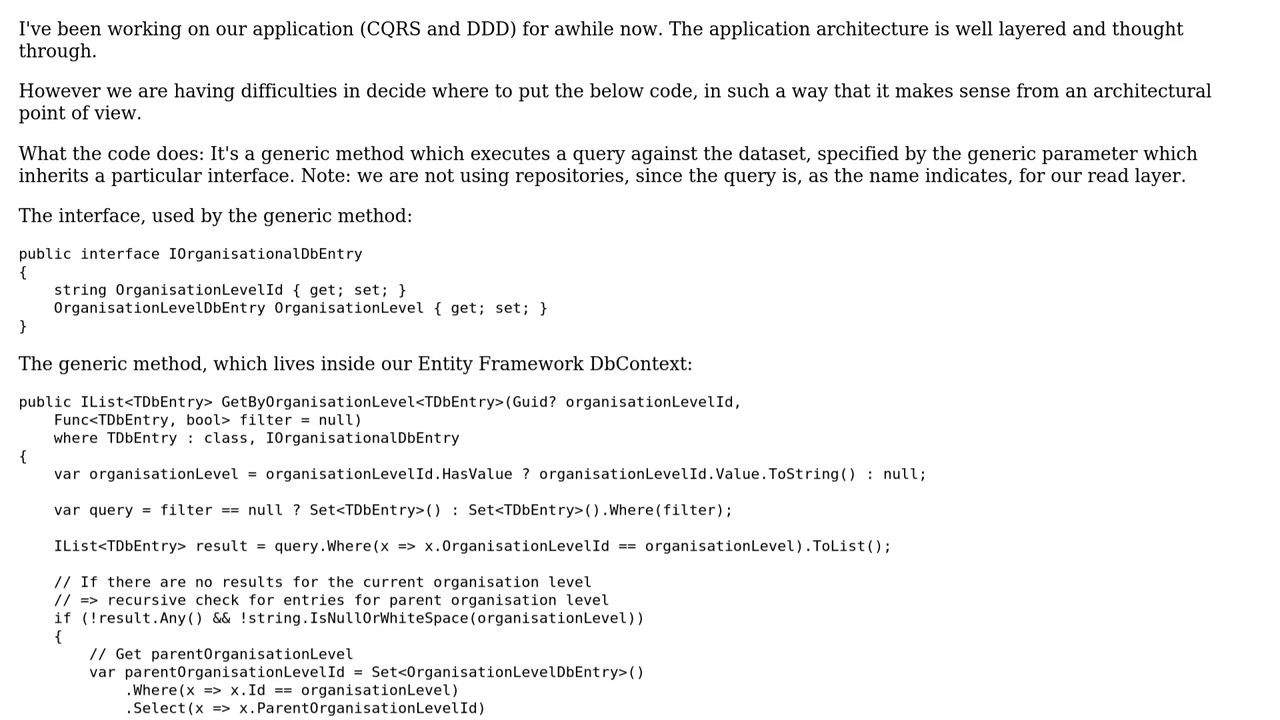 I've been working on our application (CQRS and DDD) for awhile now. The application architecture is well layered and thought
through.
However we are having difficulties in decide where to put the below code, in such a way that it makes sense from an architectural
point of view.
What the code does: It's a generic method which executes a query against the dataset, specified by the generic parameter which
inherits a particular interface. Note: we are not using repositories, since the query is, as the name indicates, for our read layer.
The interface, used by the generic method:
public interface IOrganisationalDbEntry
{
    string OrganisationLevelId { get; set; }
    OrganisationLevelDbEntry OrganisationLevel { get; set; }
}
The generic method, which lives inside our Entity Framework DbContext:
public IList<TDbEntry> GetByOrganisationLevel<TDbEntry>(Guid? organisationLevelId,
    Func<TDbEntry, bool> filter = null)
    where TDbEntry : class, IOrganisationalDbEntry
{
    var organisationLevel = organisationLevelId.HasValue ? organisationLevelId.Value.ToString() : null;
    var query = filter == null ? Set<TDbEntry>() : Set<TDbEntry>().Where(filter);
    IList<TDbEntry> result = query.Where(x => x.OrganisationLevelId == organisationLevel).ToList();
    // If there are no results for the current organisation level
    // => recursive check for entries for parent organisation level
    if (!result.Any() && !string.IsNullOrWhiteSpace(organisationLevel))
    {
        // Get parentOrganisationLevel
        var parentOrganisationLevelId = Set<OrganisationLevelDbEntry>()
            .Where(x => x.Id == organisationLevel)
            .Select(x => x.ParentOrganisationLevelId)